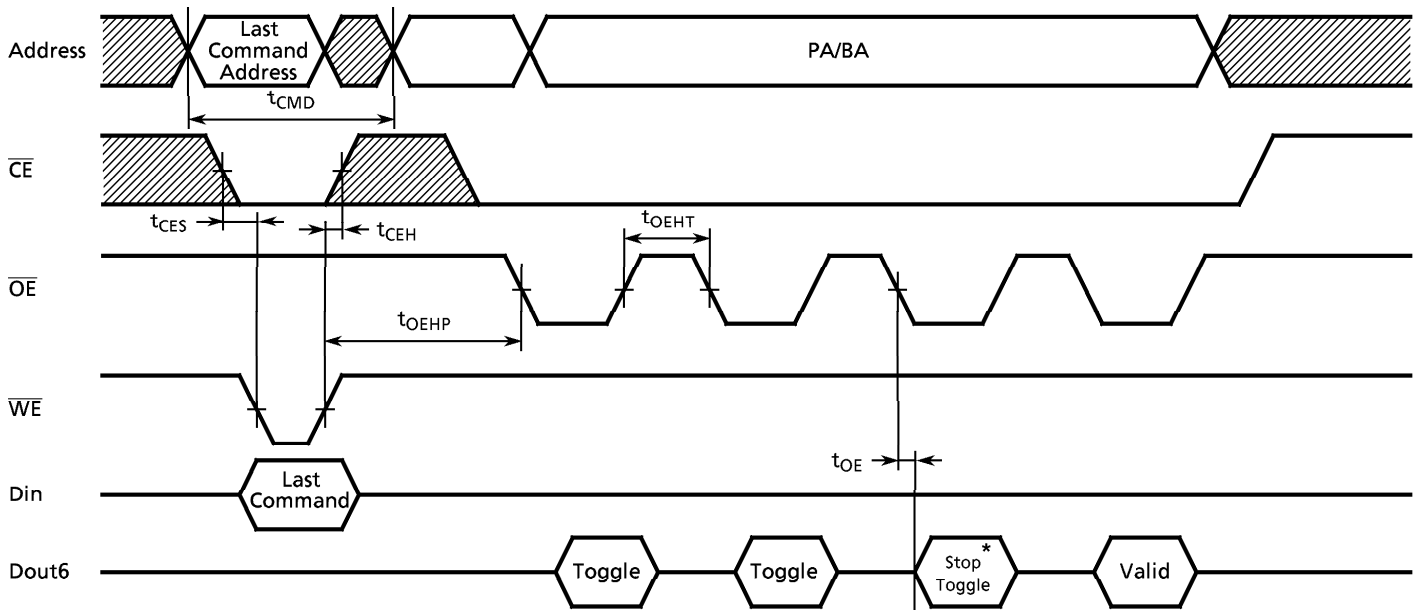 Address
Last
Command
Address
PA/BA
tCMD
CE
tCES
tCEH
tOEHT
OE
tOEHP
WE
tOE
Din
Last
Command
Dout6
Toggle
Toggle
Stop*
Toggle
Valid